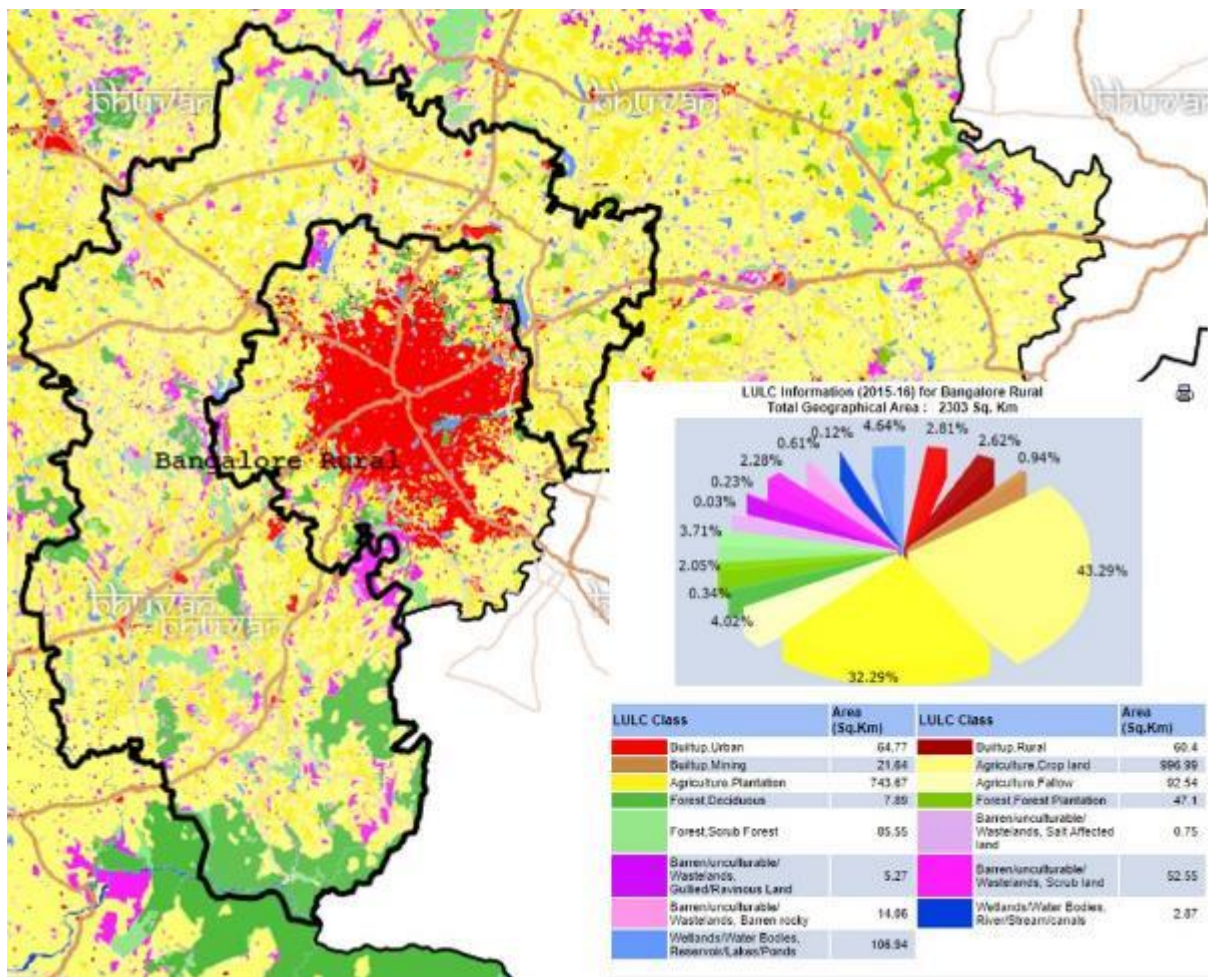 bhuvan
bhuvan
bhuvan
Bangalore Rural
bhuvan
bhuvan
LULC Information (2015-16) for Bangalore Rural
Total Geographical Area : 2303 Sq. Km
0.12%
4.64%
2.81%
0.61%
2.62%
2.28%
0.94%
0.23%
0.03%
3.71%
2.05%
43.29%
0.34%
4.02%
32.29%
LULC Class Area (Sq.Km) LULC Class Area (Sq.Km)
Builtup,Urban 64.77 Builtup,Rural 60.4
Builtup,Mining 21.64 Agriculture,Crop land 996.99
Agriculture,Plantation 743.67 Agriculture,Fallow 92.54
Forest,Deciduous 7.89 Forest,Forest Plantation 47.1
Forest,Scrub Forest 85.55 Barren/unculturable/
Wastelands, Salt Affected
land 0.75
Barren/unculturable/
Wastelands,
Gullied/Ravinous Land 5.27
Barren/unculturable/
Wastelands, Scrub land 52.55
Barren/unculturable/
Wastelands, Barren rocky 14.06
Wetlands/Water Bodies,
River/Stream/canals 2.87
Wetlands/Water Bodies,
Reservoir/Lakes/Ponds 106.94